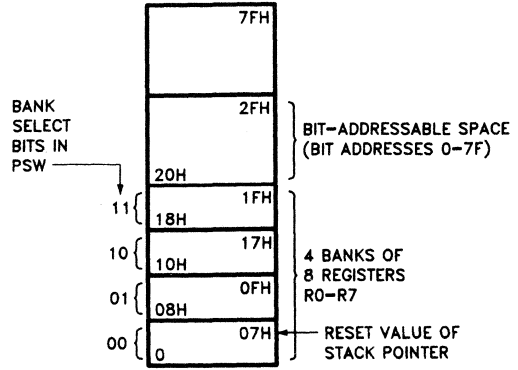 7FH
BANK
SELECT
BITS IN
PSW
2FH
BIT-ADDRESSABLE SPACE
(BIT ADDRESSES 0-7F)
20H
11
1FH
18H
10
17H
10H
4 BANKS OF
8 REGISTERS
R0-R7
01
0FH
08H
00
07H
0
RESET VALUE OF
STACK POINTER